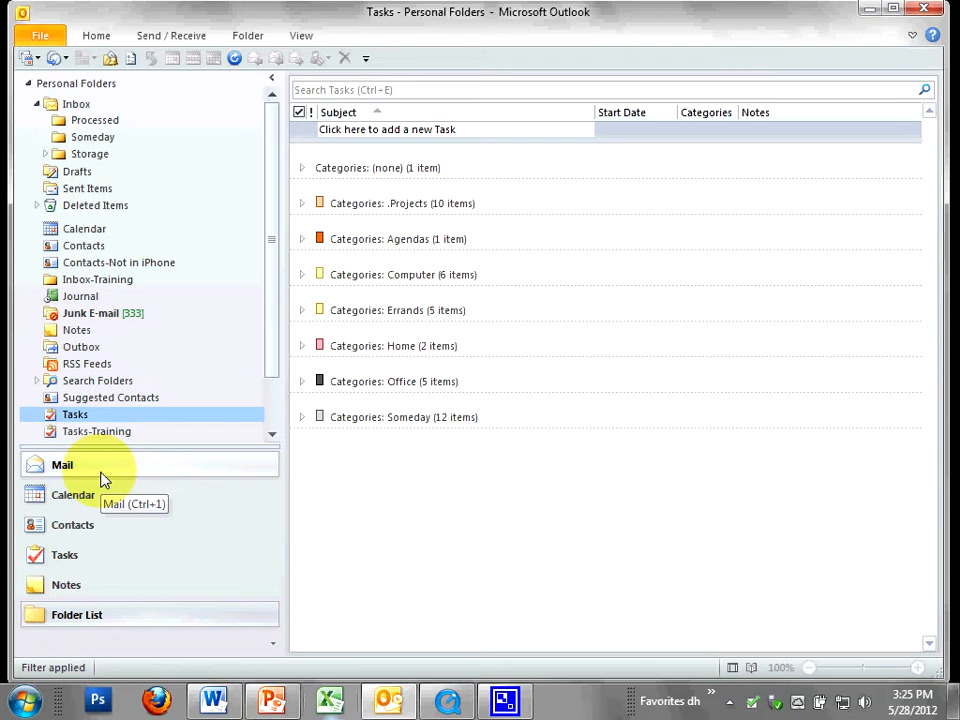 Tasks - Personal Folders - Microsoft Outlook
File Home Send / Receive Folder View
Personal Folders
Inbox
Processed
Someday
Storage
Drafts
Sent Items
Deleted Items
Calendar
Contacts
Contacts-Not in iPhone
Inbox-Training
Journal
Junk E-mail [333]
Notes
Outbox
RSS Feeds
Search Folders
Suggested Contacts
Tasks
Tasks-Training
Mail
Calendar
Mail (Ctrl+1)
Contacts
Tasks
Notes
Folder List
Search Tasks (Ctrl+E)
! Subject Start Date Categories Notes
Click here to add a new Task
Categories: (none) (1 item)
Categories: .Projects (10 items)
Categories: Agendas (1 item)
Categories: Computer (6 items)
Categories: Errands (5 items)
Categories: Home (2 items)
Categories: Office (5 items)
Categories: Someday (12 items)
Filter applied
100%
Ps
Favorites dh
3:25 PM
5/28/2012